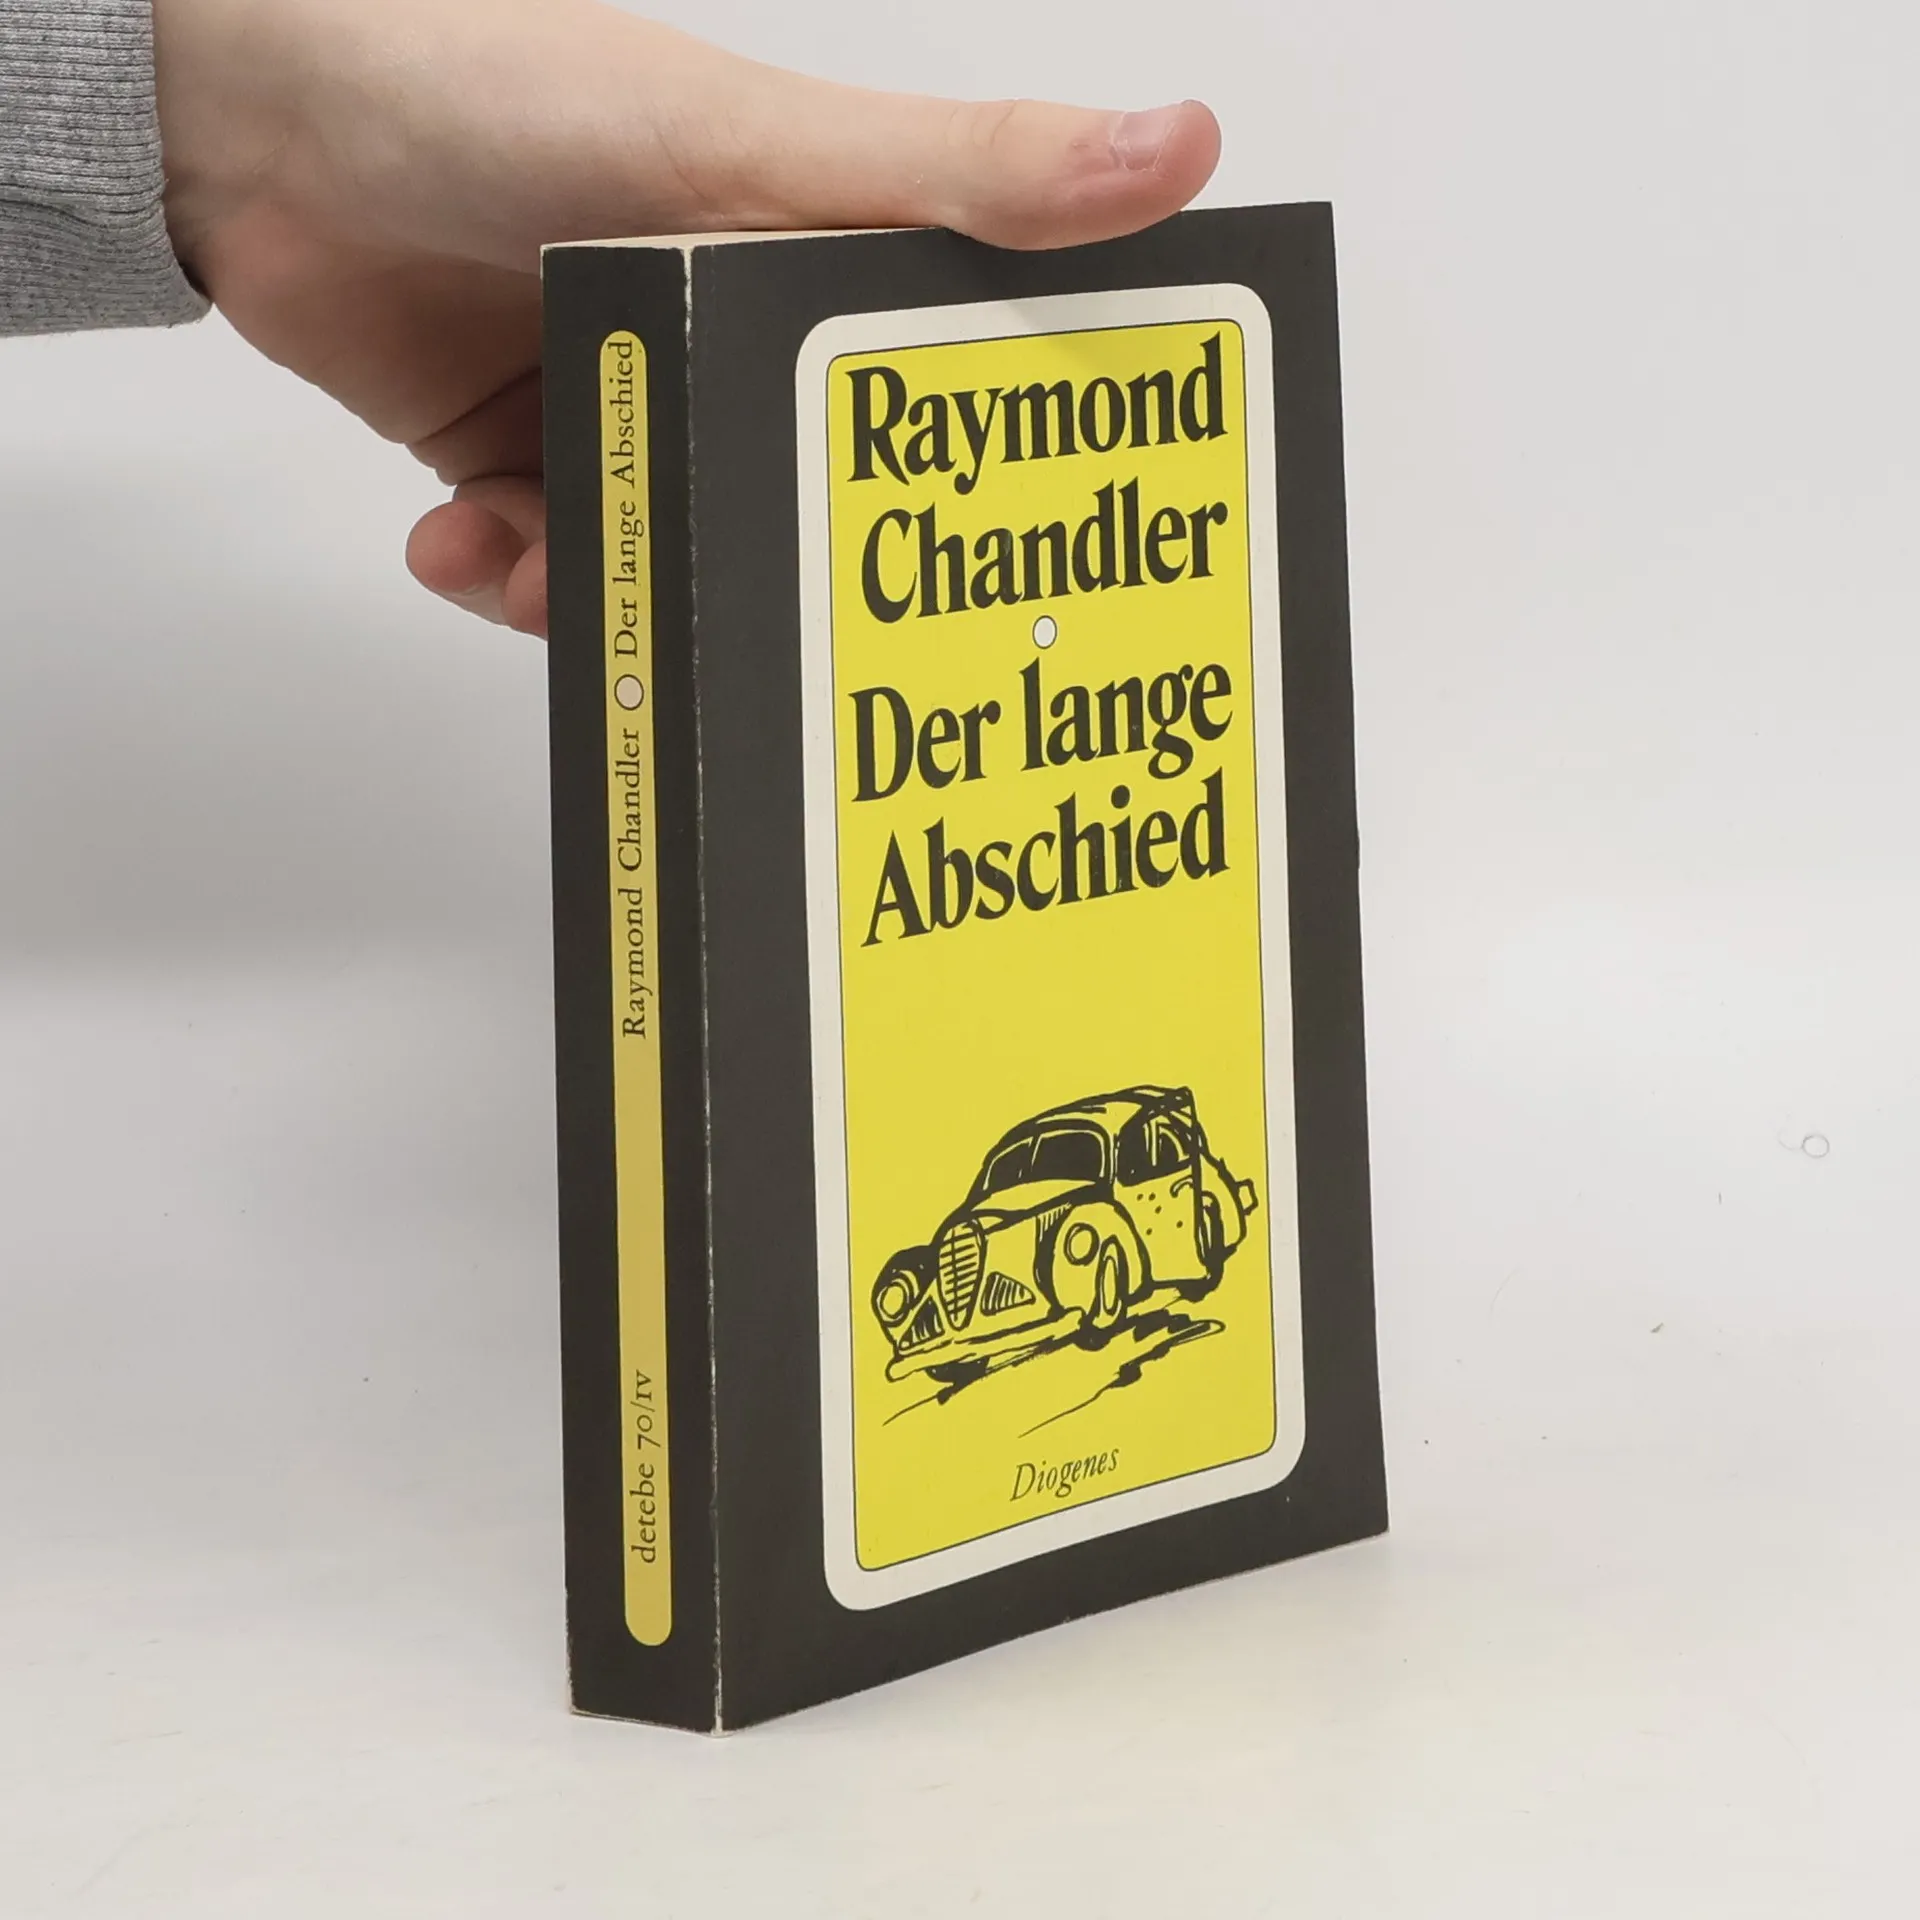 Raymond Chandler Der lange Abschied
detebe 70/IV
Raymond
Chandler
Der lange
Abschied
Diogenes